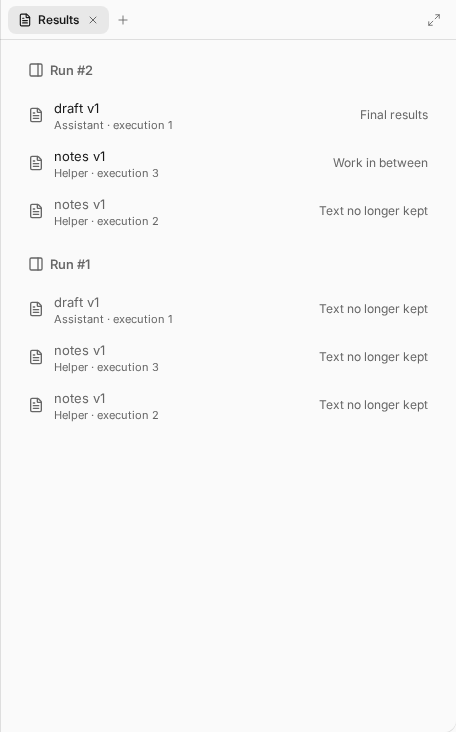 Results
Run #2
draft v1
Final results
Assistant · execution 1
notes v1
Work in between
Helper · execution 3
notes v1
Text no longer kept
Helper · execution 2
Run #1
draft v1
Text no longer kept
Assistant · execution 1
notes v1
Text no longer kept
Helper · execution 3
notes v1
Text no longer kept
Helper · execution 2